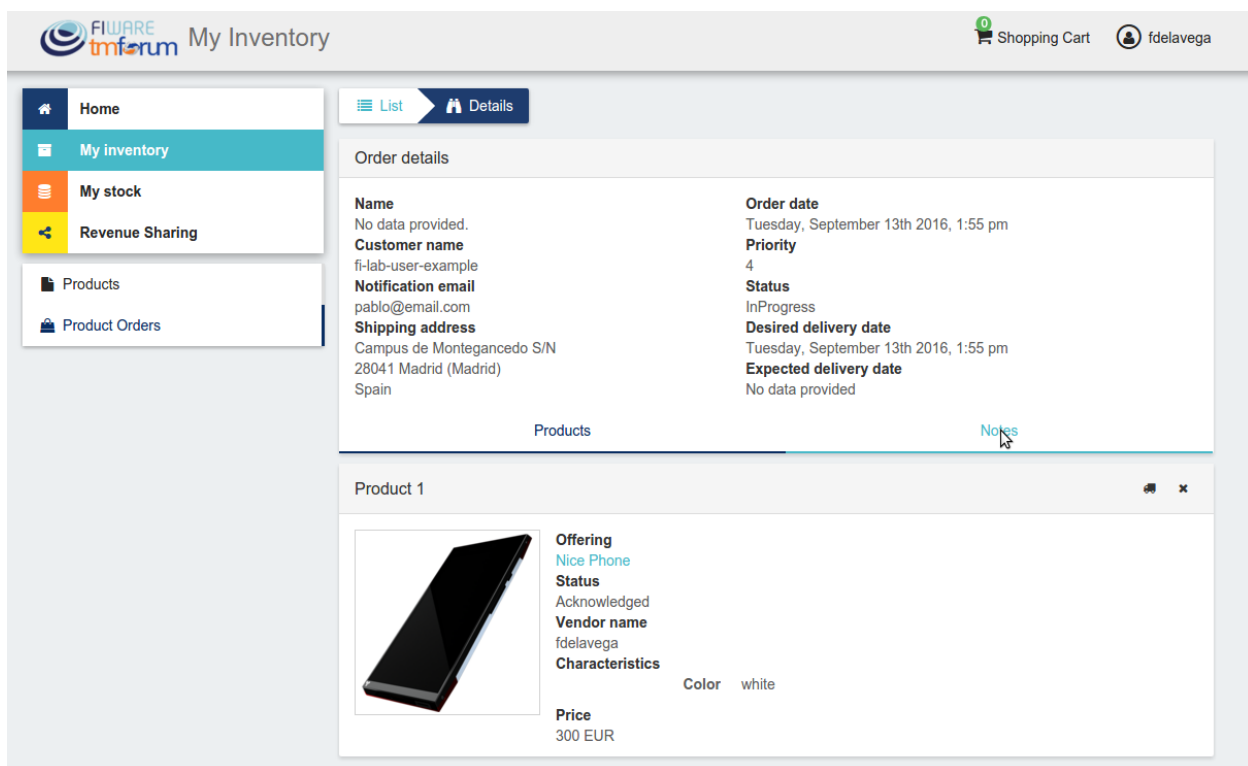 FIWARE
tmforum
My Inventory
0
Shopping Cart
fdelavega
Home
My inventory
My stock
Revenue Sharing
Products
Product Orders
List
Details
Order details
Name
No data provided.
Customer name
fi-lab-user-example
Notification email
pablo@email.com
Shipping address
Campus de Montegancedo S/N
28041 Madrid (Madrid)
Spain
Order date
Tuesday, September 13th 2016, 1:55 pm
Priority
4
Status
InProgress
Desired delivery date
Tuesday, September 13th 2016, 1:55 pm
Expected delivery date
No data provided
Products
Notes
Product 1
Offering
Nice Phone
Status
Acknowledged
Vendor name
fdelavega
Characteristics
Color white
Price
300 EUR